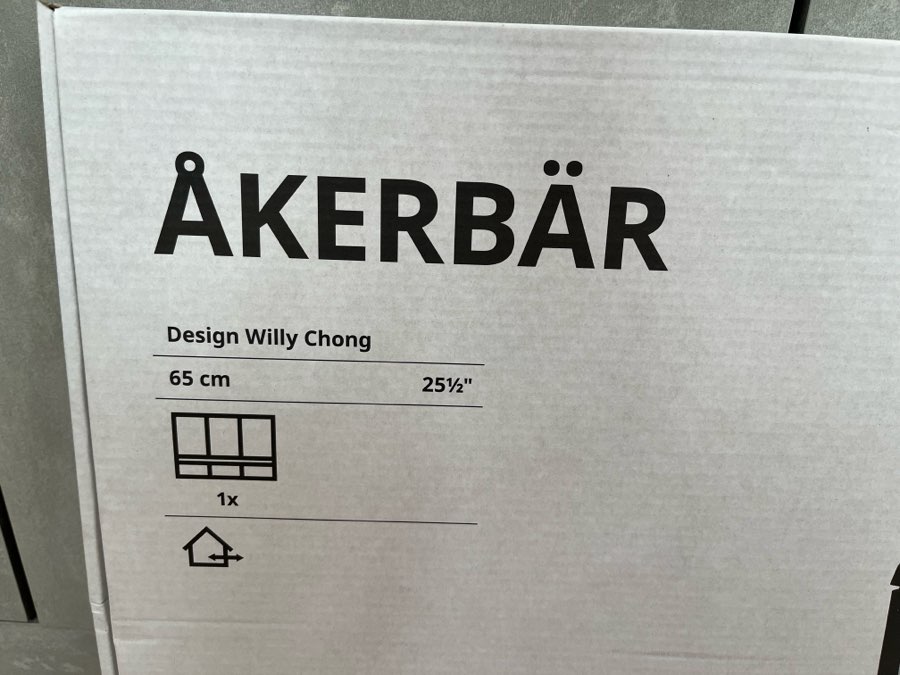 ÅKERBÄR
Design Willy Chong
65 cm 25½"
1x